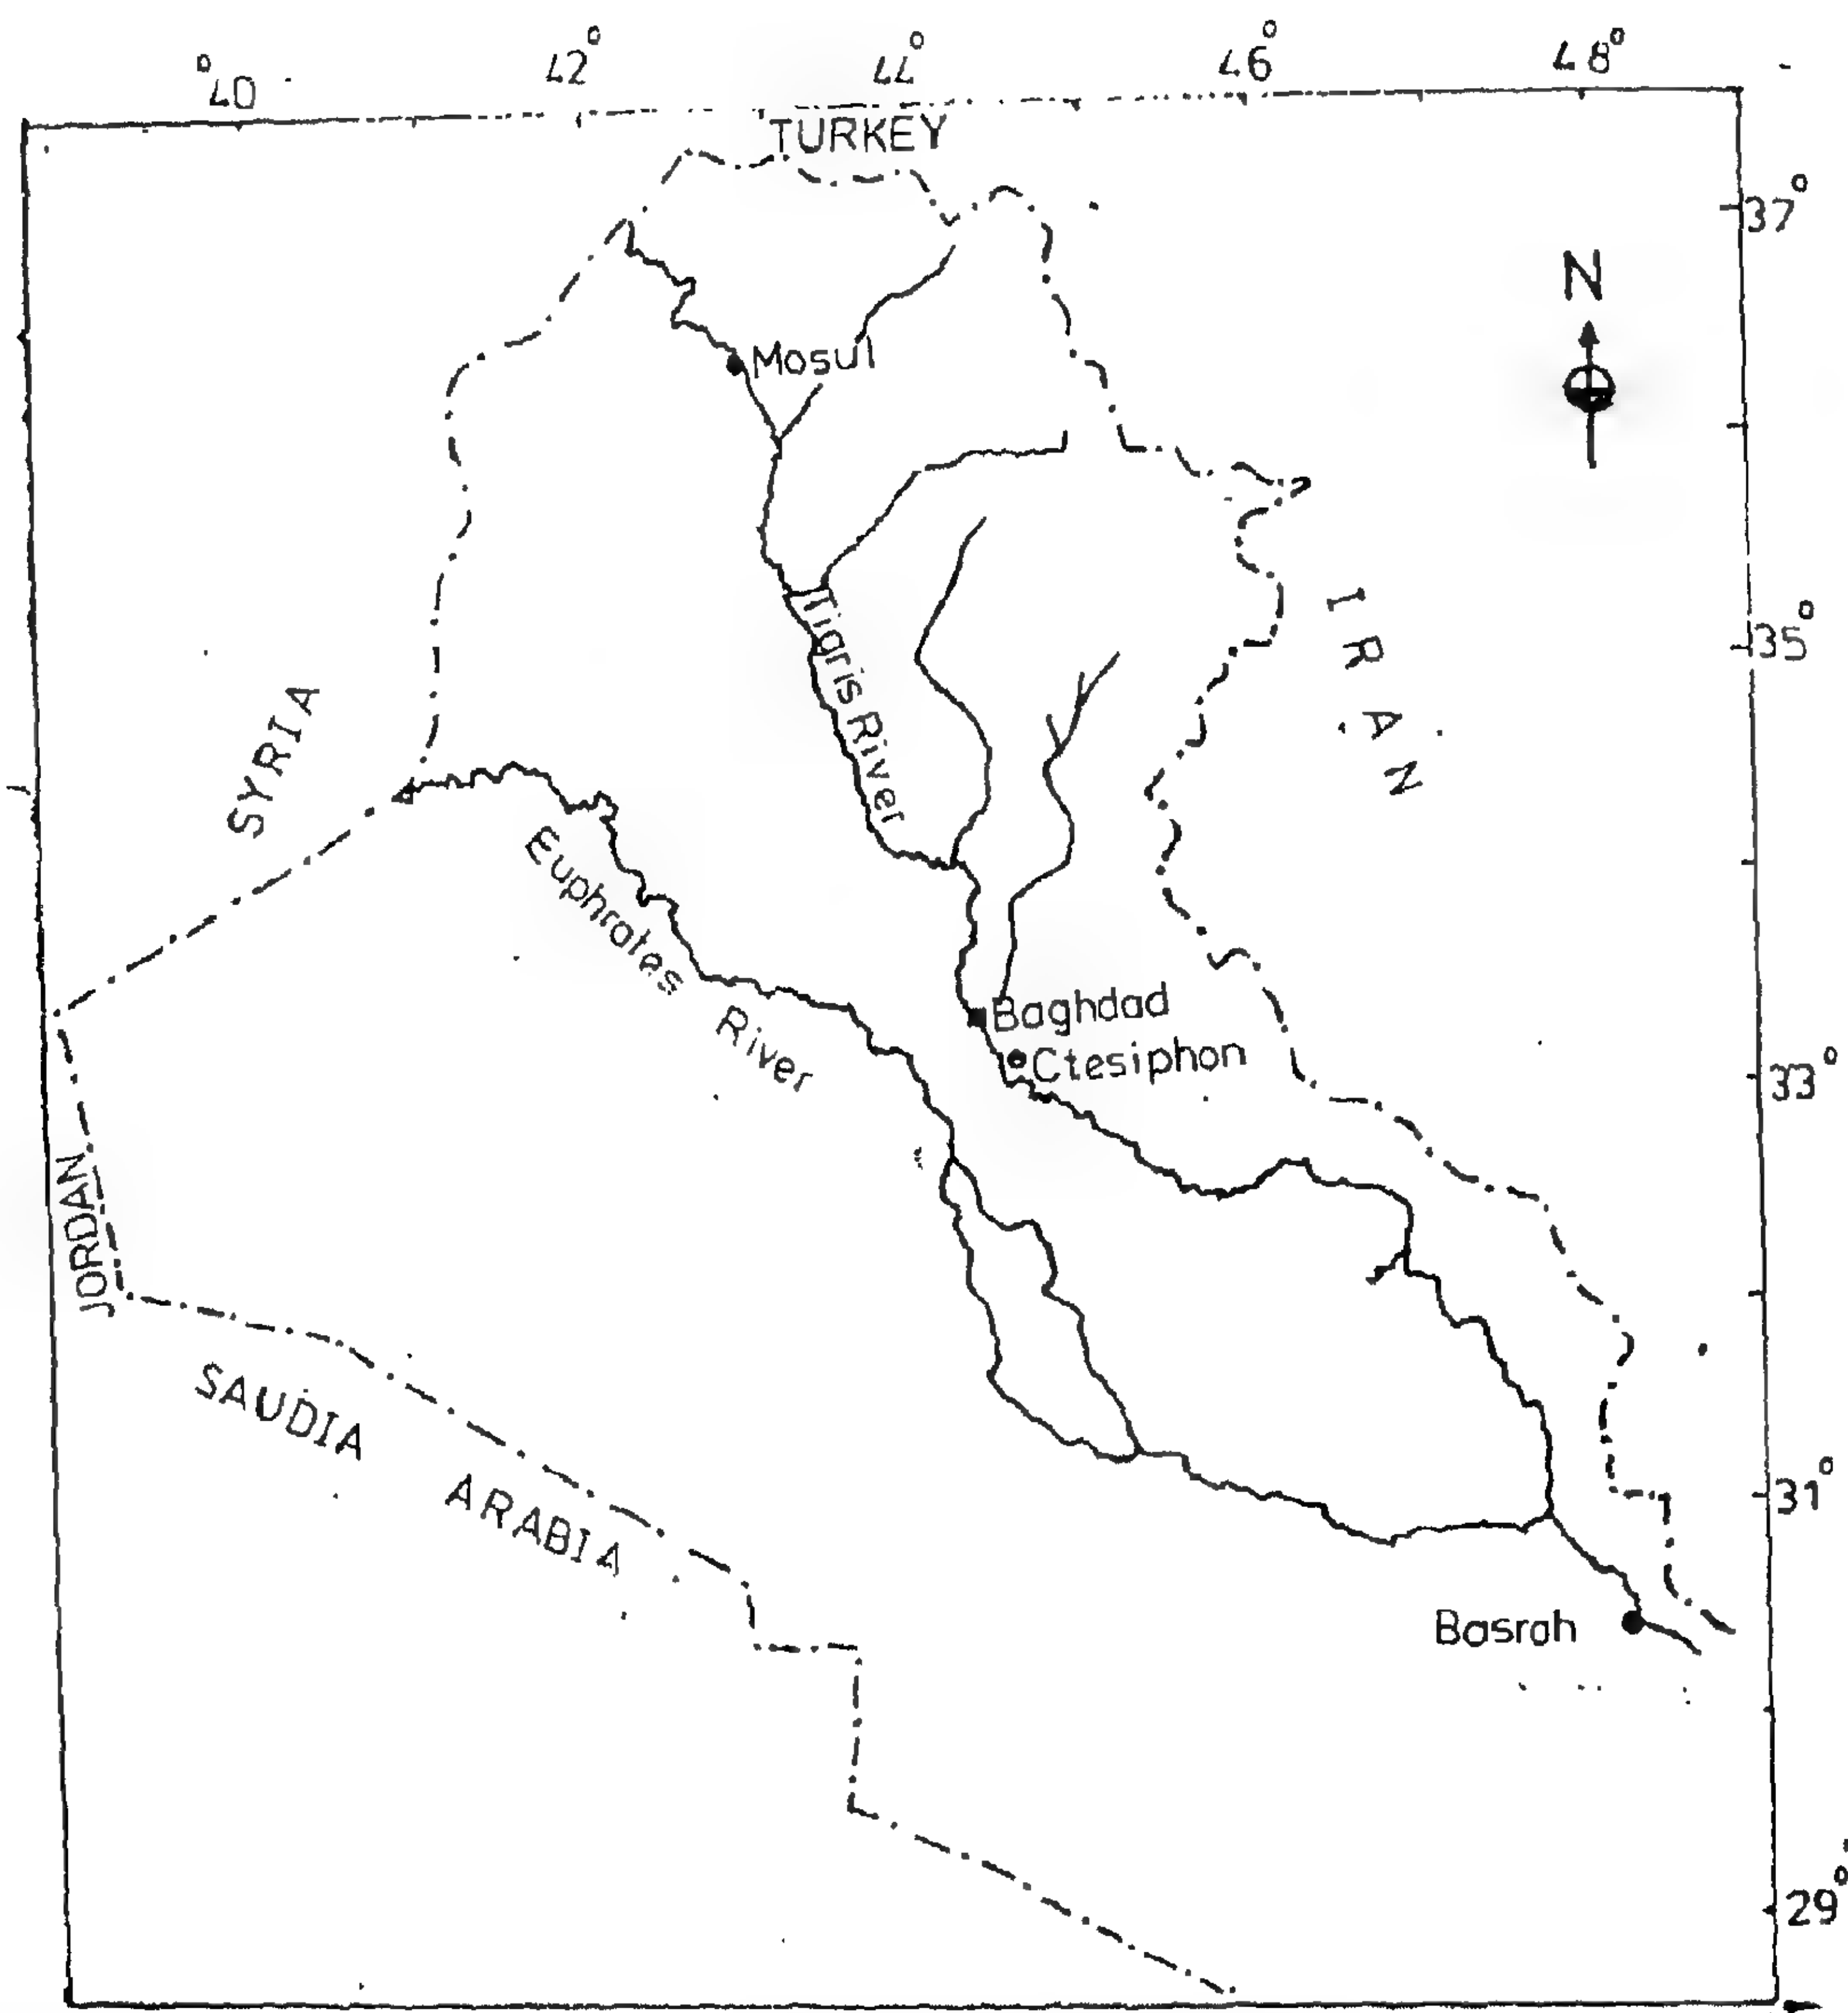 °40
42°
44°
46°
48°
TURKEY
37°
N
Mosul
IRAN
35°
Tigris River
SYRIA
Euphrates River
Baghdad
Ctesiphon
33°
JORDAN
SAUDIA
ARABIA
31°
Basrah
29°